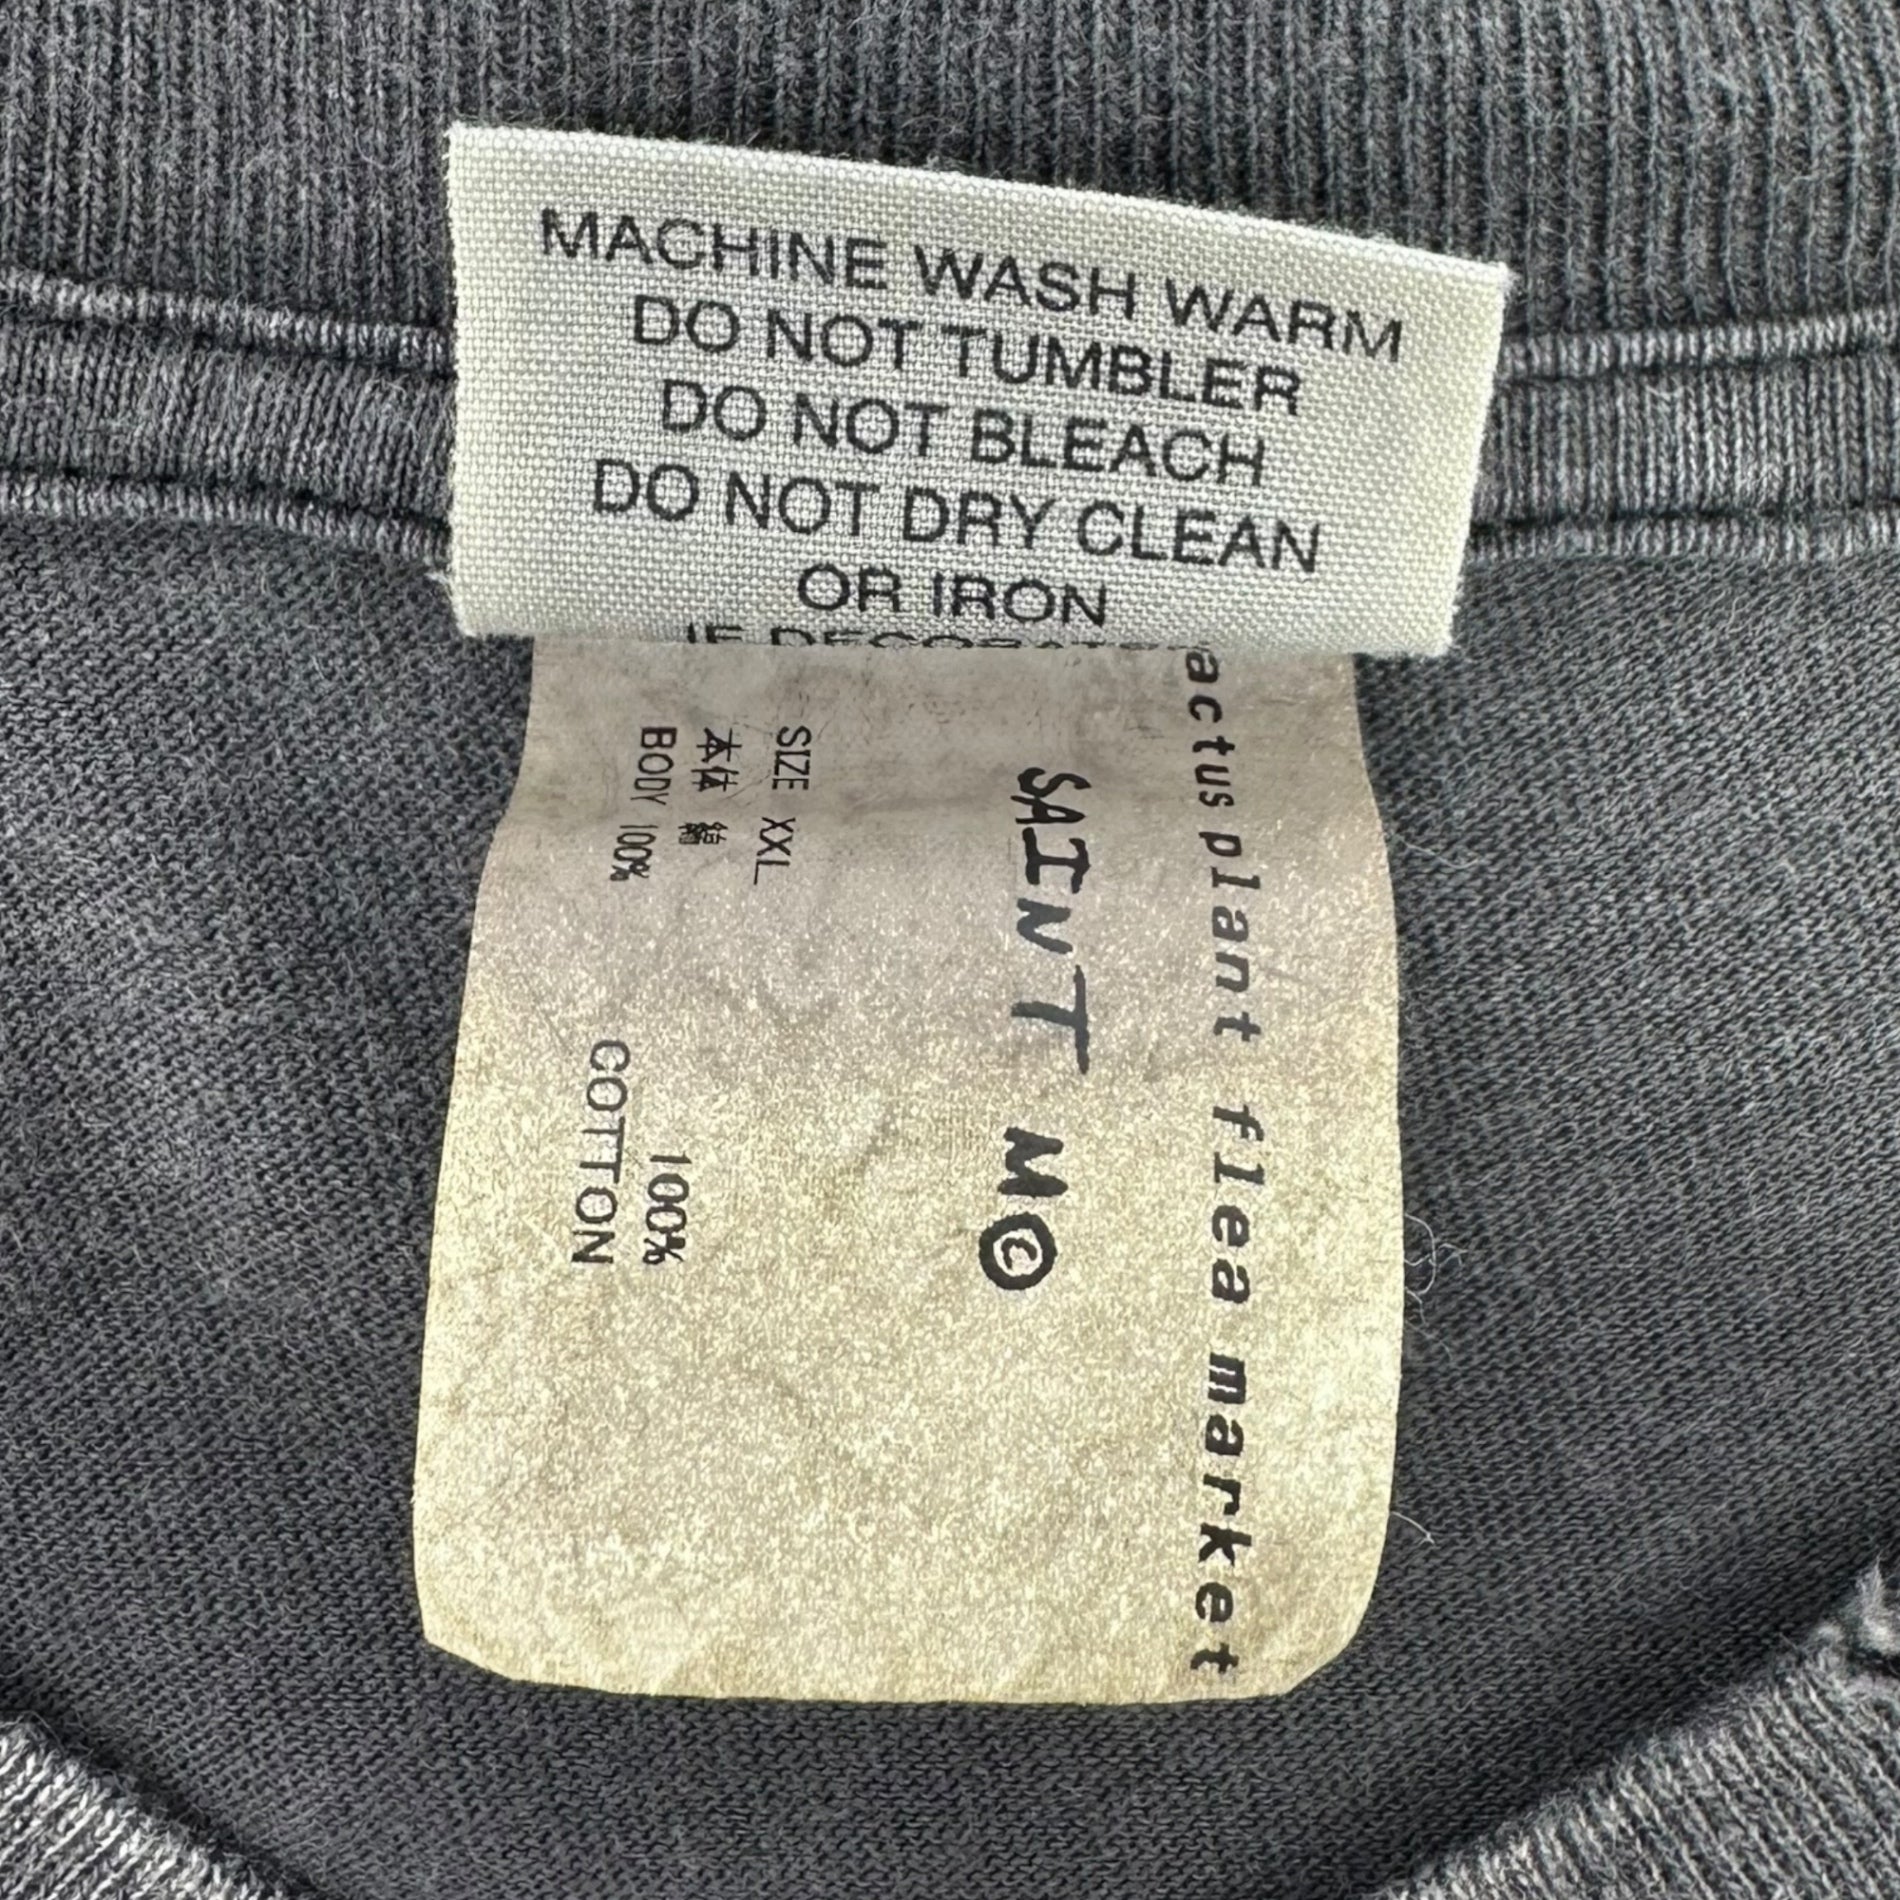 MACHINE WASH WARM
DO NOT TUMBLER
DO NOT BLEACH
DO NOT DRY CLEAN
OR IRON
actus plant flea market
SAINT M©
SIZE XXL
本体 綿
100%
BODY 100%
COTTON